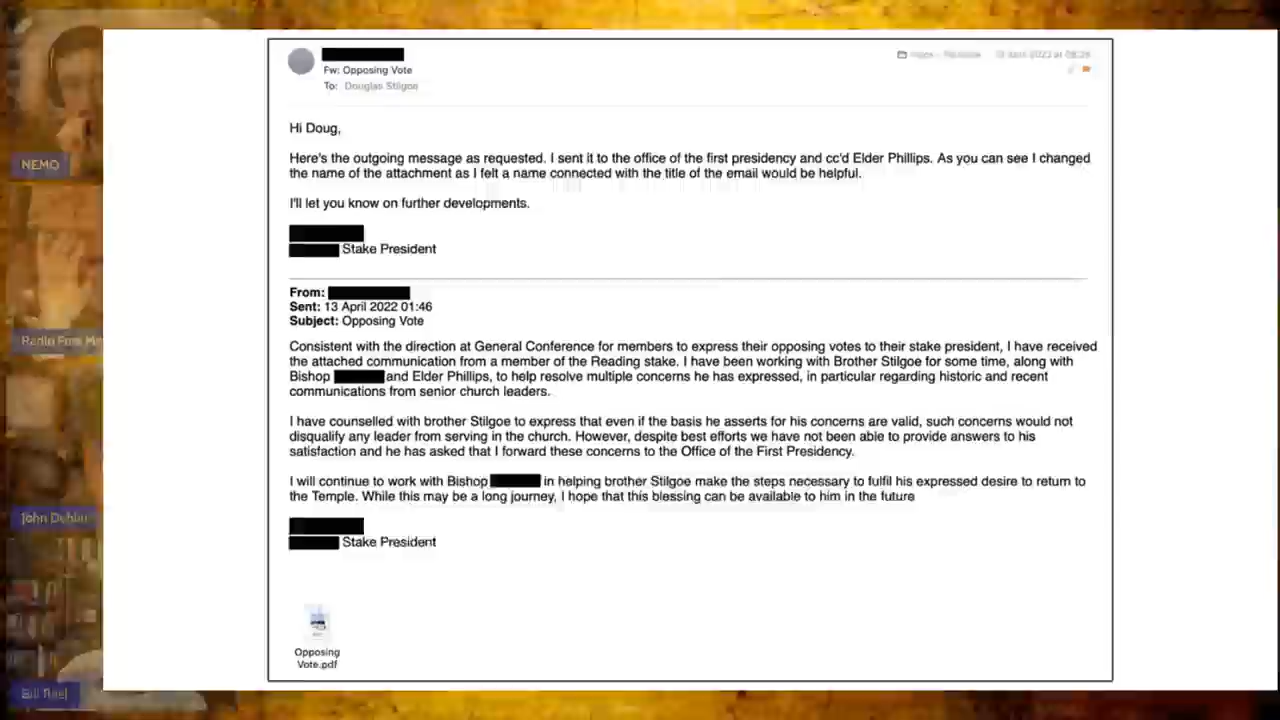 Fw: Opposing Vote
To: Douglas Stilgoe
Hi Doug,
Here's the outgoing message as requested. I sent it to the office of the first presidency and cc'd Elder Phillips. As you can see I changed
the name of the attachment as I felt a name connected with the title of the email would be helpful.
I'll let you know on further developments.
Stake President
From:
Sent: 13 April 2022 01:46
Subject: Opposing Vote
Consistent with the direction at General Conference for members to express their opposing votes to their stake president, I have received
the attached communication from a member of the Reading stake. I have been working with Brother Stilgoe for some time, along with
Bishop and Elder Phillips, to help resolve multiple concerns he has expressed, in particular regarding historic and recent
communications from senior church leaders.
I have counselled with brother Stilgoe to express that even if the basis he asserts for his concerns are valid, such concerns would not
disqualify any leader from serving in the church. However, despite best efforts we have not been able to provide answers to his
satisfaction and he has asked that I forward these concerns to the Office of the First Presidency.
I will continue to work with Bishop in helping brother Stilgoe make the steps necessary to fulfil his expressed desire to return to
the Temple. While this may be a long journey, I hope that this blessing can be available to him in the future
Stake President
Opposing
Vote.pdf
NEMO
Radio Free
John Dehlin
Bill Reel